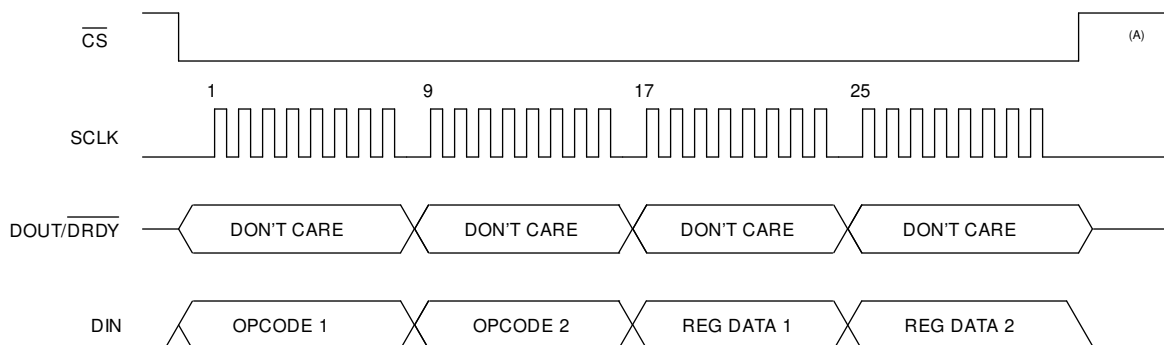 CS
(A)
1 9 17 25
SCLK
DOUT/DRDY DON'T CARE DON'T CARE DON'T CARE DON'T CARE
DIN OPCODE 1 OPCODE 2 REG DATA 1 REG DATA 2